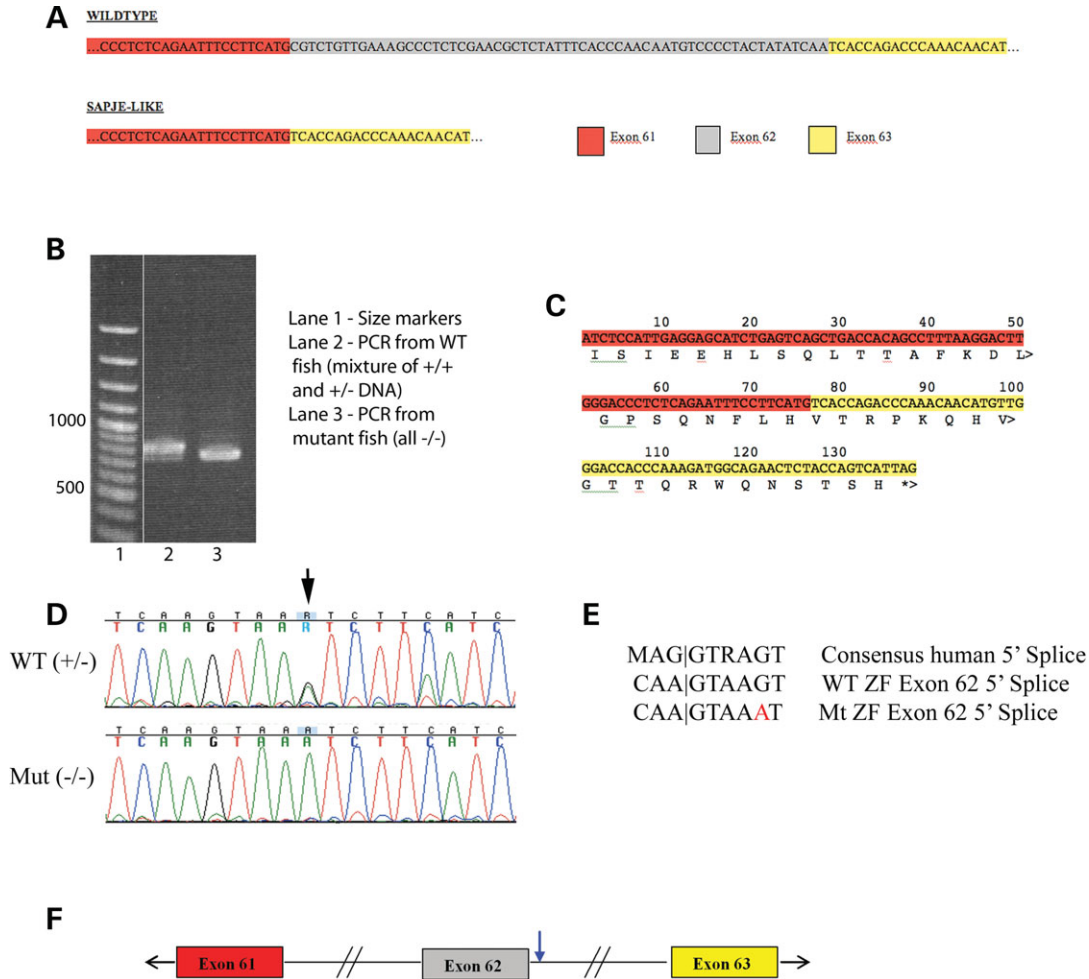 A
WILDTYPE
...CCCTCTCAGAATTTCCTTCATGCGTCTGTTGAAAGCCCTCTCGAACGCTCTATTTCACCCAACAATGTCCCCTACTATATCAATCACCAGACCCAAACAACAT...
SAPJE-LIKE
...CCCTCTCAGAATTTCCTTCATGTCACCAGACCCAAACAACAT...
Exon 61
Exon 62
Exon 63
B
1000
500
1 2 3
Lane 1 - Size markers
Lane 2 - PCR from WT
fish (mixture of +/+
and +/- DNA)
Lane 3 - PCR from
mutant fish (all -/-)
C
10 20 30 40 50
ATCTCCATTGAGGAGCATCTGAGTCAGCTGACCACAGCCTTTAAGGACTT
I S I E E H L S Q L T T A F K D L>
60 70 80 90 100
GGGACCCTCTCAGAATTTCCTTCATGTCACCAGACCCAAACAACATGTTG
G P S Q N F L H V T R P K Q H V>
110 120 130
GGACCACCCAAAGATGGCAGAACTCTACCAGTCATTAG
G T T Q R W Q N S T S H *>
D
T C A A G T A A R T C T T C A T C
T C A A G T A A R T C T T C A T C
WT (+/-)
T C A A G T A A A T C T T C A T C
T C A A G T A A A T C T T C A T C
Mut (-/-)
E
MAG|GTRAGT Consensus human 5' Splice
CAA|GTAAGT WT ZF Exon 62 5' Splice
CAA|GTAAAT Mt ZF Exon 62 5' Splice
F
Exon 61
Exon 62
Exon 63